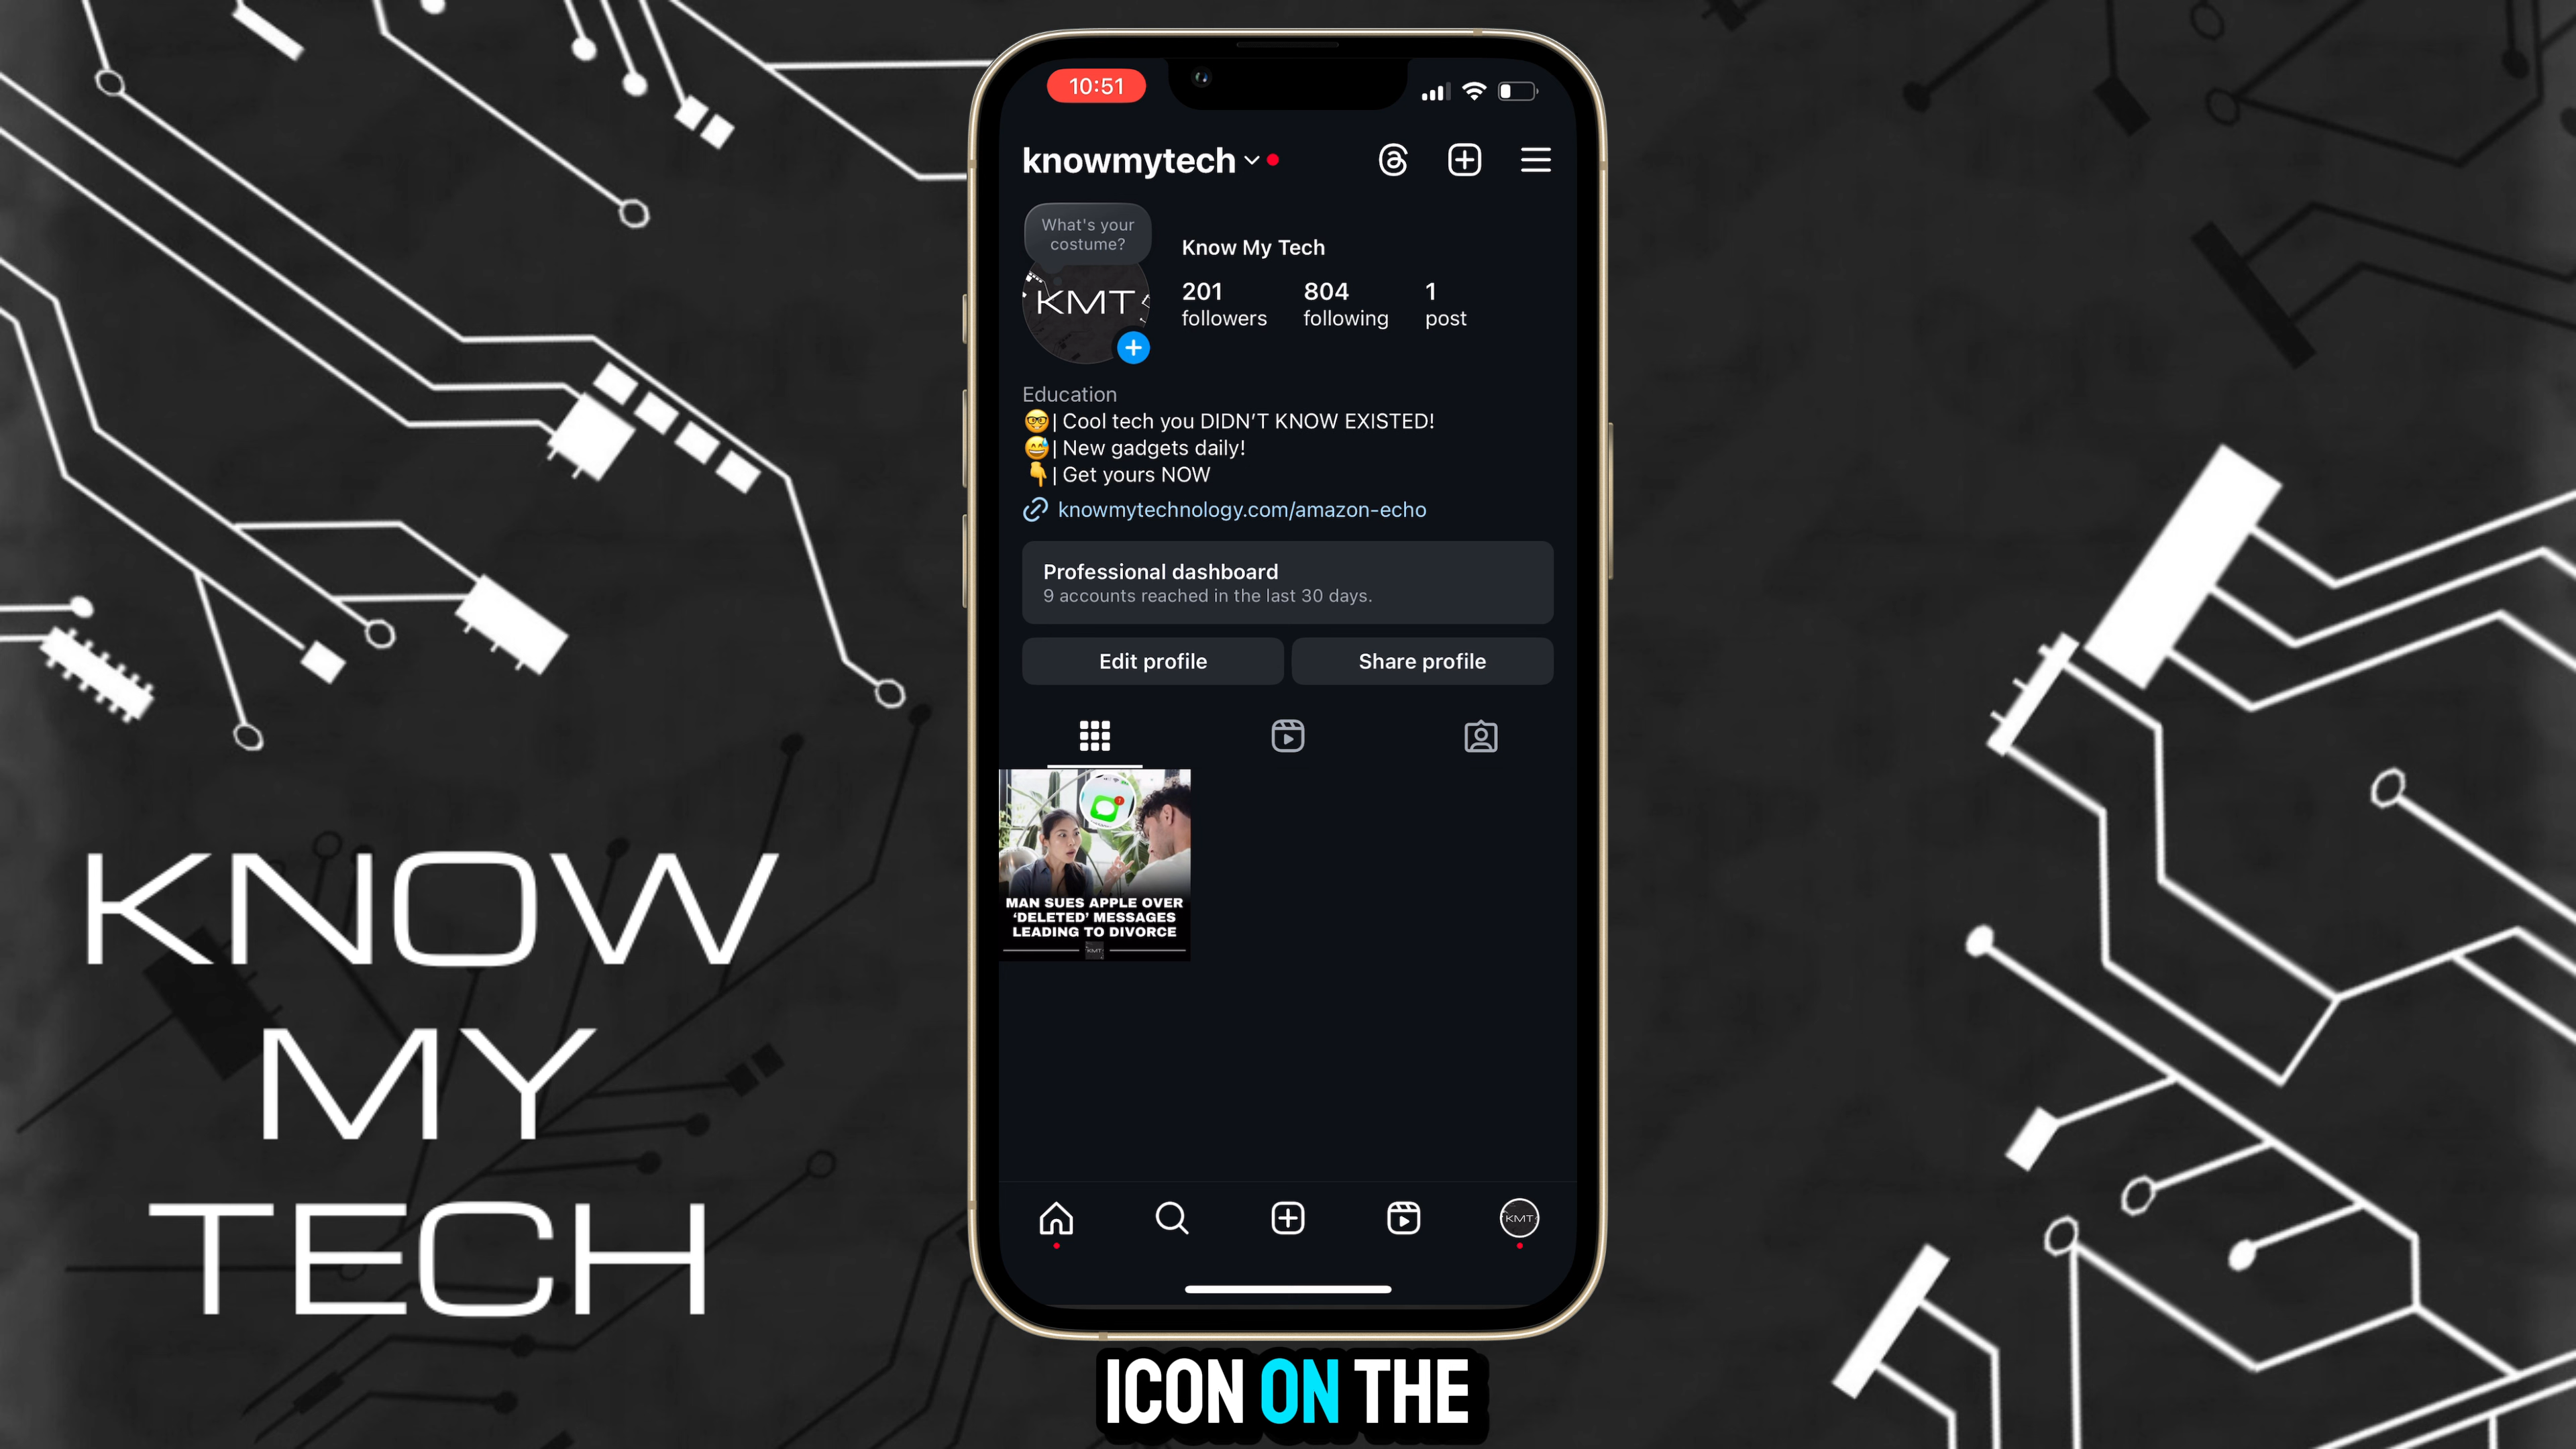 10:51
knowmytech
What's your
costume?
KMT
Know My Tech
201 804 1
followers following post
Education
🤓| Cool tech you DIDN’T KNOW EXISTED!
😅| New gadgets daily!
👇| Get yours NOW
knowmytechnology.com/amazon-echo
Professional dashboard
9 accounts reached in the last 30 days.
Edit profile Share profile
MAN SUES APPLE OVER
‘DELETED’ MESSAGES
LEADING TO DIVORCE
KMT
KMT
KNOW
MY
TECH
ICON ON THE